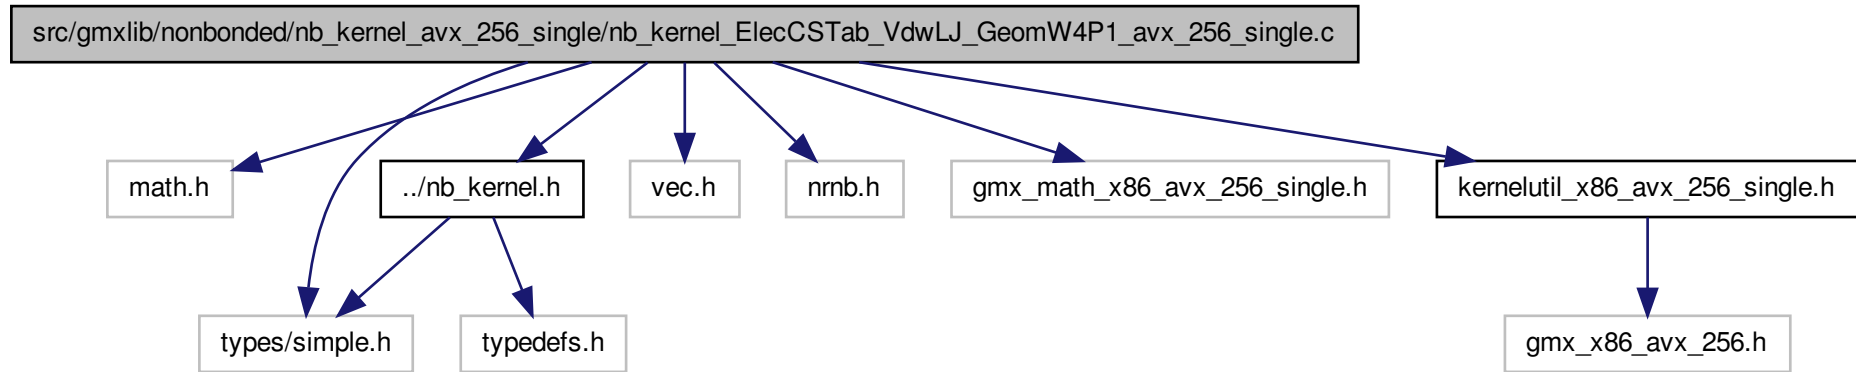 src/gmxlib/nonbonded/nb_kernel_avx_256_single/nb_kernel_ElecCSTab_VdwLJ_GeomW4P1_avx_256_single.c
math.h
../nb_kernel.h
vec.h
nrnb.h
gmx_math_x86_avx_256_single.h
kernelutil_x86_avx_256_single.h
types/simple.h
typedefs.h
gmx_x86_avx_256.h